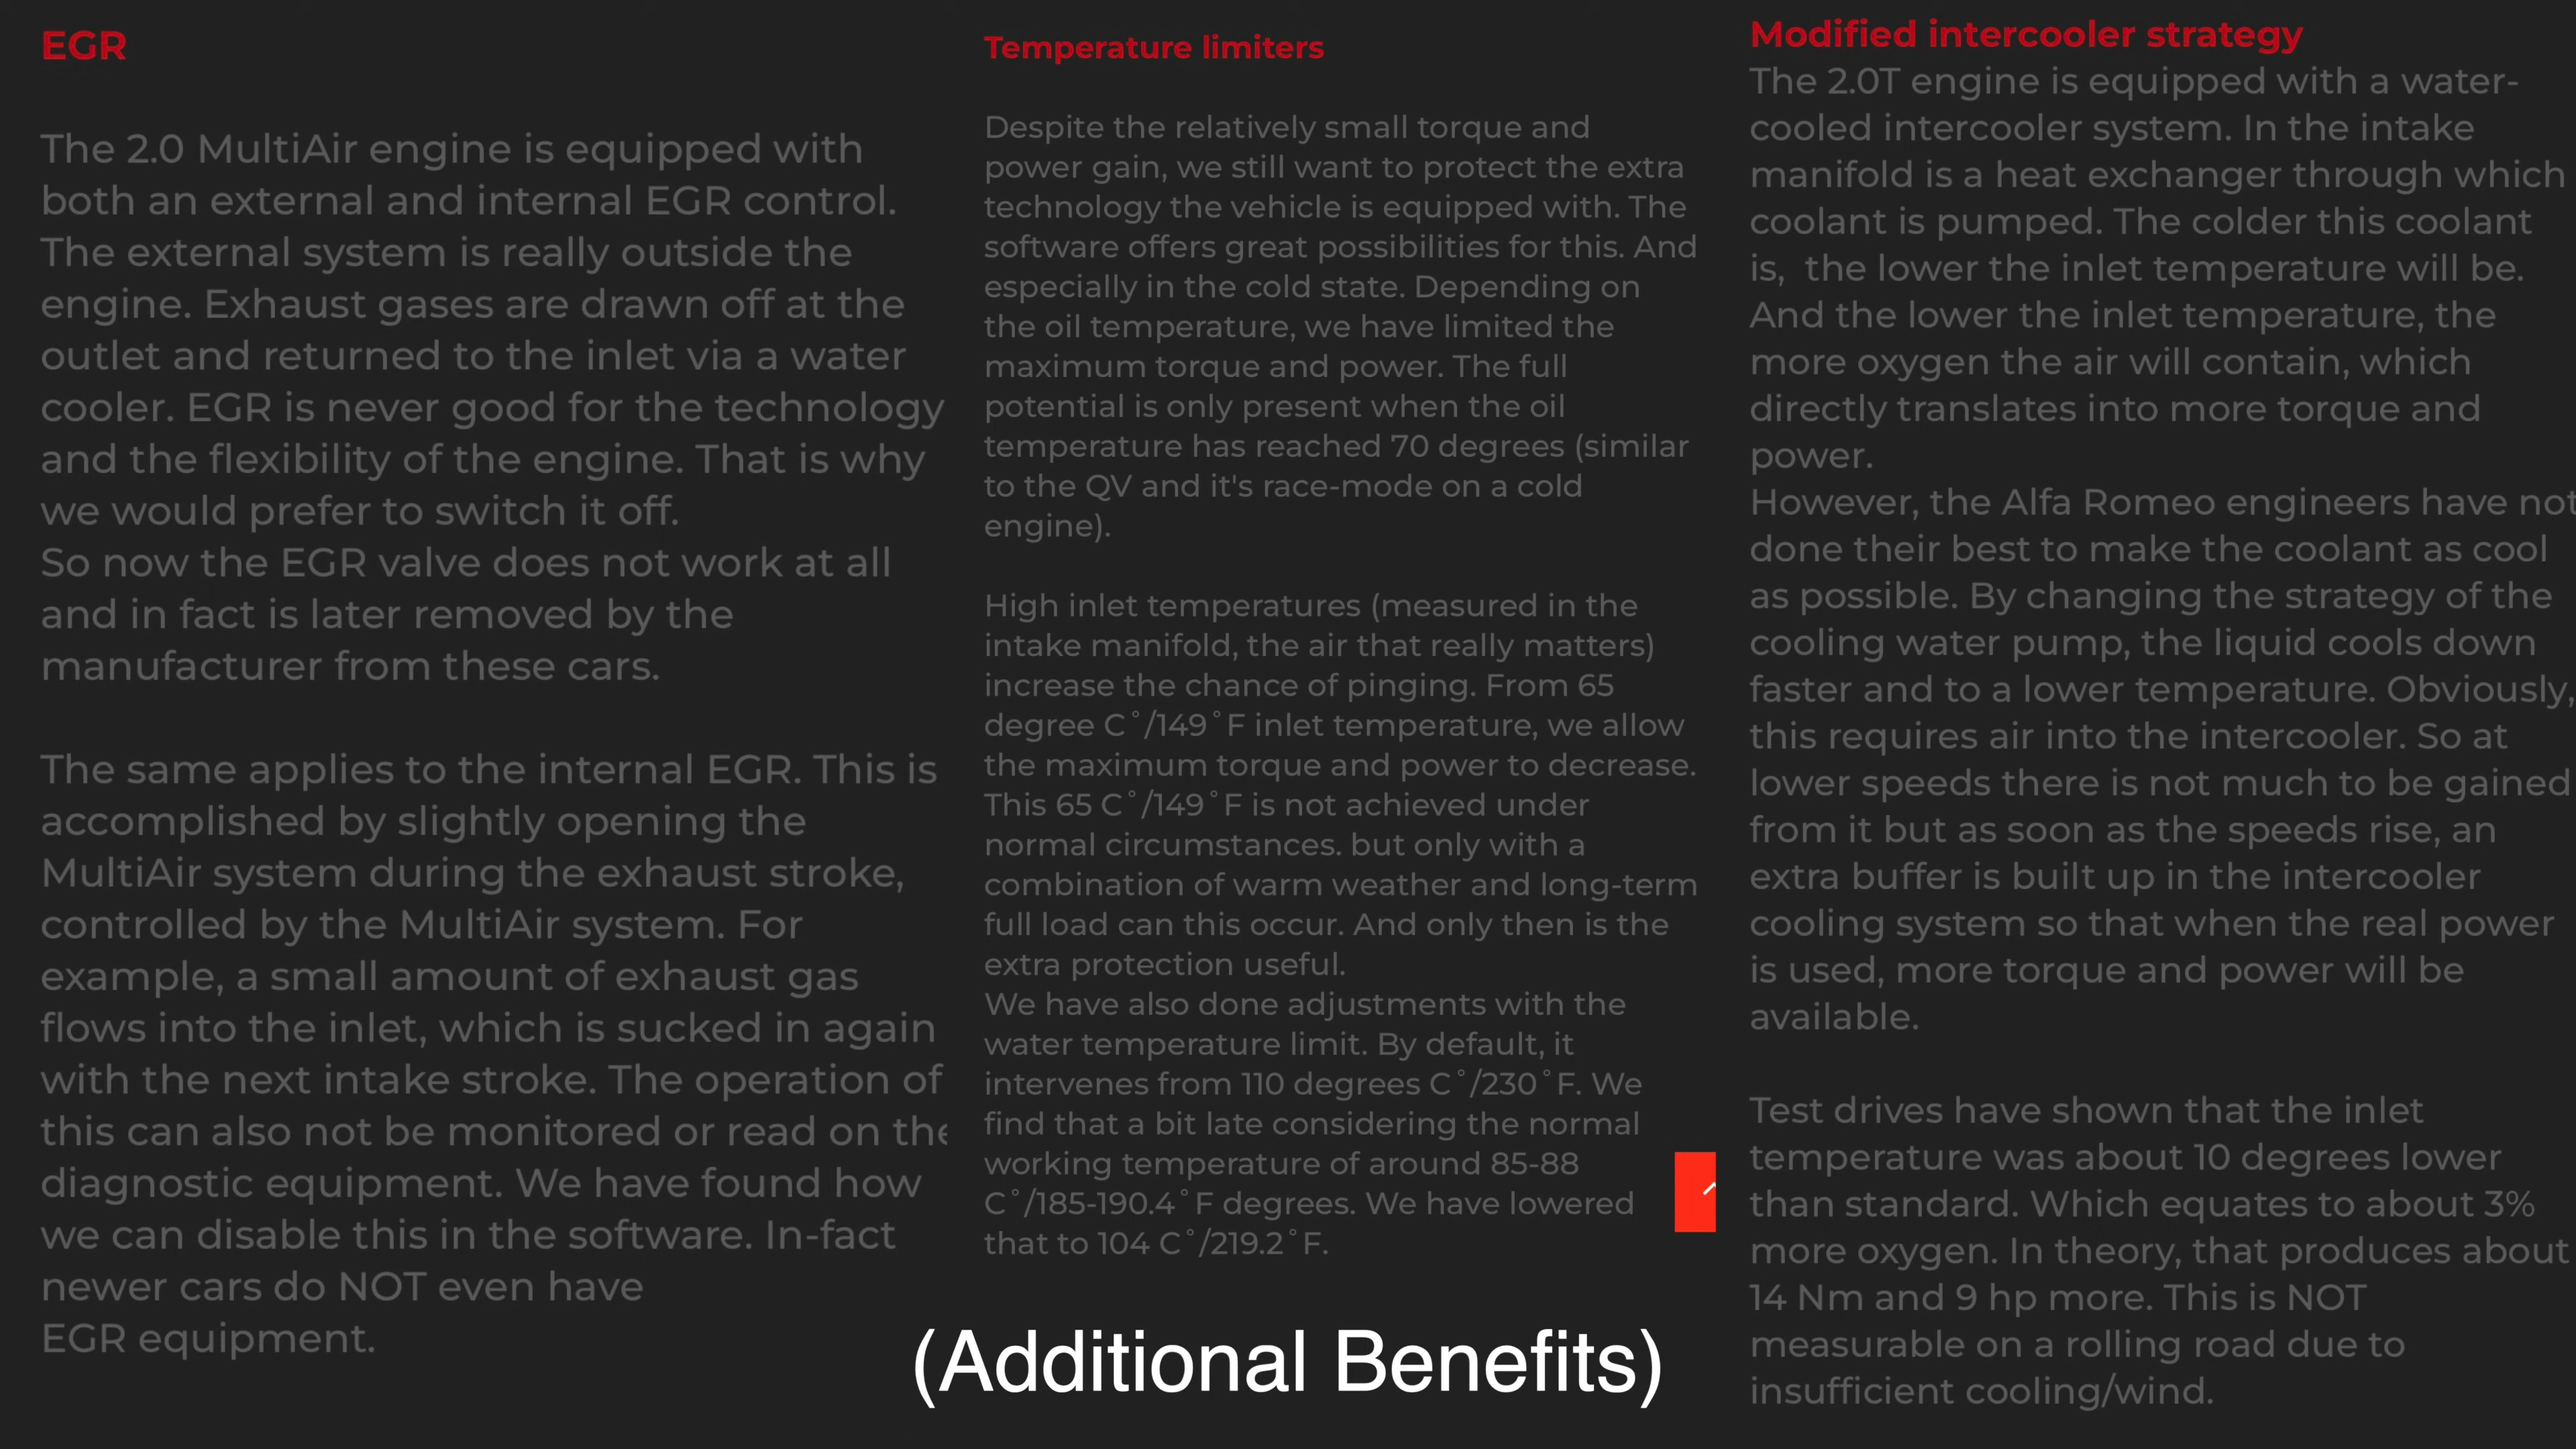 EGR
The 2.0 MultiAir engine is equipped with
both an external and internal EGR control.
The external system is really outside the
engine. Exhaust gases are drawn off at the
outlet and returned to the inlet via a water
cooler. EGR is never good for the technology
and the flexibility of the engine. That is why
we would prefer to switch it off.
So now the EGR valve does not work at all
and in fact is later removed by the
manufacturer from these cars.
The same applies to the internal EGR. This is
accomplished by slightly opening the
MultiAir system during the exhaust stroke,
controlled by the MultiAir system. For
example, a small amount of exhaust gas
flows into the inlet, which is sucked in again
with the next intake stroke. The operation of
this can also not be monitored or read on the
diagnostic equipment. We have found how
we can disable this in the software. In-fact
newer cars do NOT even have
EGR equipment.
Temperature limiters
Despite the relatively small torque and
power gain, we still want to protect the extra
technology the vehicle is equipped with. The
software offers great possibilities for this. And
especially in the cold state. Depending on
the oil temperature, we have limited the
maximum torque and power. The full
potential is only present when the oil
temperature has reached 70 degrees (similar
to the QV and it's race-mode on a cold
engine).
High inlet temperatures (measured in the
intake manifold, the air that really matters)
increase the chance of pinging. From 65
degree C˚/149˚F inlet temperature, we allow
the maximum torque and power to decrease.
This 65 C˚/149˚F is not achieved under
normal circumstances. but only with a
combination of warm weather and long-term
full load can this occur. And only then is the
extra protection useful.
We have also done adjustments with the
water temperature limit. By default, it
intervenes from 110 degrees C˚/230˚F. We
find that a bit late considering the normal
working temperature of around 85-88
C˚/185-190.4˚F degrees. We have lowered
that to 104 C˚/219.2˚F.
Modified intercooler strategy
The 2.0T engine is equipped with a water-
cooled intercooler system. In the intake
manifold is a heat exchanger through which
coolant is pumped. The colder this coolant
is,  the lower the inlet temperature will be.
And the lower the inlet temperature, the
more oxygen the air will contain, which
directly translates into more torque and
power.
However, the Alfa Romeo engineers have not
done their best to make the coolant as cool
as possible. By changing the strategy of the
cooling water pump, the liquid cools down
faster and to a lower temperature. Obviously,
this requires air into the intercooler. So at
lower speeds there is not much to be gained
from it but as soon as the speeds rise, an
extra buffer is built up in the intercooler
cooling system so that when the real power
is used, more torque and power will be
available.
Test drives have shown that the inlet
temperature was about 10 degrees lower
than standard. Which equates to about 3%
more oxygen. In theory, that produces about
14 Nm and 9 hp more. This is NOT
measurable on a rolling road due to
insufficient cooling/wind.
(Additional Benefits)